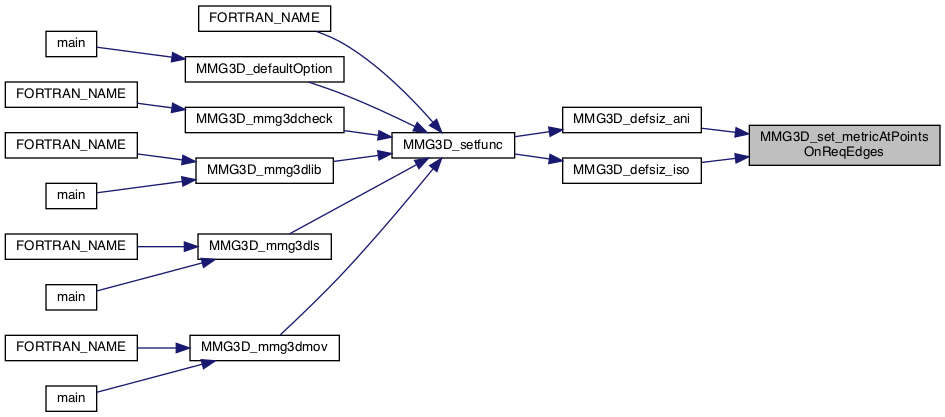 FORTRAN_NAME
main
MMG3D_defaultOption
FORTRAN_NAME
MMG3D_mmg3dcheck
MMG3D_defsiz_ani
MMG3D_set_metricAtPoints
OnReqEdges
FORTRAN_NAME
MMG3D_setfunc
MMG3D_mmg3dlib
MMG3D_defsiz_iso
main
FORTRAN_NAME
MMG3D_mmg3dls
main
FORTRAN_NAME
MMG3D_mmg3dmov
main